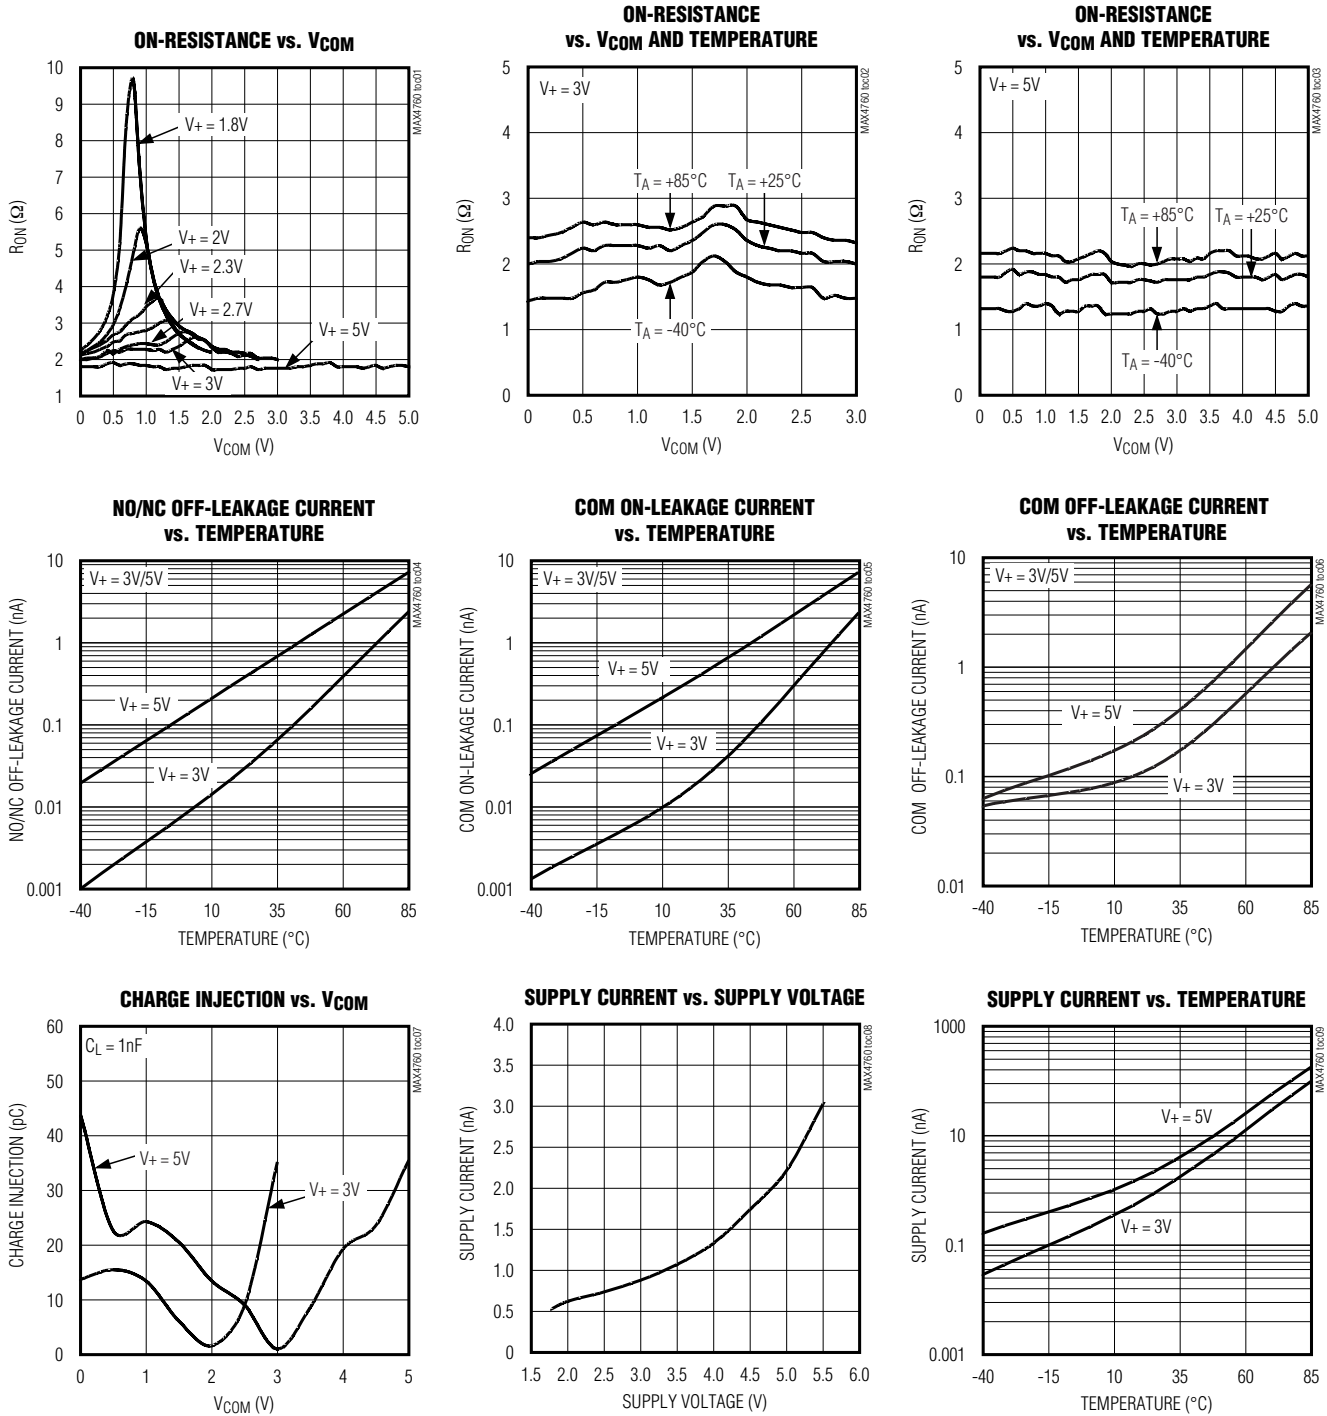 ON-RESISTANCE vs. VCOM
10
9
8
7
6
5
4
3
2
1
RON (Ω)
V+ = 1.8V
V+ = 2V
V+ = 2.3V
V+ = 2.7V
V+ = 5V
V+ = 3V
MAX4760 toc01
0 0.5 1.0 1.5 2.0 2.5 3.0 3.5 4.0 4.5 5.0
VCOM (V)
ON-RESISTANCE
vs. VCOM AND TEMPERATURE
5
4
3
2
1
0
RON (Ω)
V+ = 3V
TA = +85°C
TA = +25°C
TA = -40°C
MAX4760 toc02
0 0.5 1.0 1.5 2.0 2.5 3.0
VCOM (V)
ON-RESISTANCE
vs. VCOM AND TEMPERATURE
5
4
3
2
1
0
RON (Ω)
V+ = 5V
TA = +85°C
TA = +25°C
TA = -40°C
MAX4760 toc03
0 0.5 1.0 1.5 2.0 2.5 3.0 3.5 4.0 4.5 5.0
VCOM (V)
NO/NC OFF-LEAKAGE CURRENT
vs. TEMPERATURE
10
1
0.1
0.01
0.001
NO/NC OFF-LEAKAGE CURRENT (nA)
V+ = 3V/5V
V+ = 5V
V+ = 3V
MAX4760 toc04
-40 -15 10 35 60 85
TEMPERATURE (°C)
COM ON-LEAKAGE CURRENT
vs. TEMPERATURE
10
1
0.1
0.01
0.001
COM ON-LEAKAGE CURRENT (nA)
V+ = 3V/5V
V+ = 5V
V+ = 3V
MAX4760 toc05
-40 -15 10 35 60 85
TEMPERATURE (°C)
COM OFF-LEAKAGE CURRENT
vs. TEMPERATURE
10
1
0.1
0.01
COM OFF-LEAKAGE CURRENT (nA)
V+ = 3V/5V
V+ = 5V
V+ = 3V
MAX4760 toc06
-40 -15 10 35 60 85
TEMPERATURE (°C)
CHARGE INJECTION vs. VCOM
60
50
40
30
20
10
0
CHARGE INJECTION (pC)
CL = 1nF
V+ = 5V
V+ = 3V
MAX4760 toc07
0 1 2 3 4 5
VCOM (V)
SUPPLY CURRENT vs. SUPPLY VOLTAGE
4.0
3.5
3.0
2.5
2.0
1.5
1.0
0.5
0
SUPPLY CURRENT (nA)
MAX4760 toc08
1.5 2.0 2.5 3.0 3.5 4.0 4.5 5.0 5.5 6.0
SUPPLY VOLTAGE (V)
SUPPLY CURRENT vs. TEMPERATURE
1000
10
0.1
0.001
SUPPLY CURRENT (nA)
V+ = 5V
V+ = 3V
MAX4760 toc09
-40 -15 10 35 60 85
TEMPERATURE (°C)